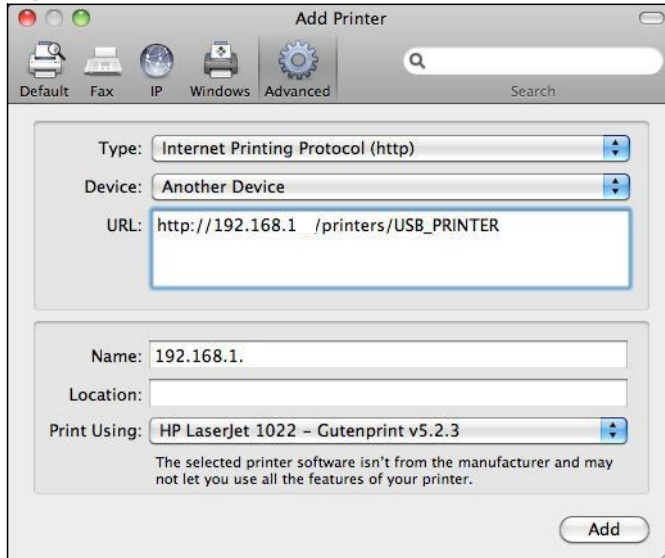 Add Printer
Default Fax IP Windows Advanced Search
Type: Internet Printing Protocol (http)
Device: Another Device
URL: http://192.168.1 /printers/USB_PRINTER
Name: 192.168.1.
Location:
Print Using: HP LaserJet 1022 – Gutenprint v5.2.3
The selected printer software isn't from the manufacturer and may
not let you use all the features of your printer.
Add